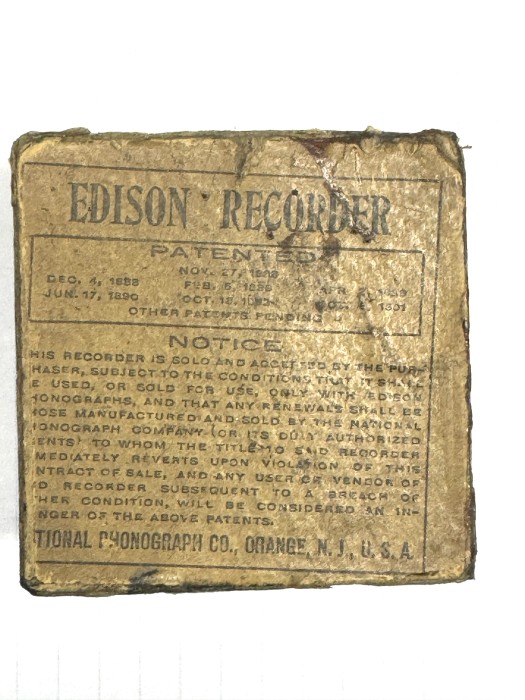 EDISON RECORDER
PATENTED
NOV. 27, 1888
DEC. 4, 1888 FEB. 5, 1889
JUN. 17, 1890 OCT. 18, 1892 1891
OTHER PATENTS PENDING
NOTICE
HIS RECORDER IS SOLD AND ACCEPTED BY THE PUR-
HASER, SUBJECT TO THE CONDITIONS THAT IT SHALL
E USED, OR SOLD FOR USE, ONLY WITH EDISON
HONOGRAPHS, AND THAT ANY RENEWALS SHALL BE
HOSE MANUFACTURED AND SOLD BY THE NATIONAL
HONOGRAPH COMPANY (OR ITS DULY AUTHORIZED
ENTS) TO WHOM THE TITLE TO SAID RECORDER
MEDIATELY REVERTS UPON VIOLATION OF THIS
NTRACT OF SALE, AND ANY USER OR VENDOR OF
D RECORDER SUBSEQUENT TO A BREACH OF
HER CONDITION, WILL BE CONSIDERED AN IN-
NGER OF THE ABOVE PATENTS.
TIONAL PHONOGRAPH CO., ORANGE, N. J., U. S. A.